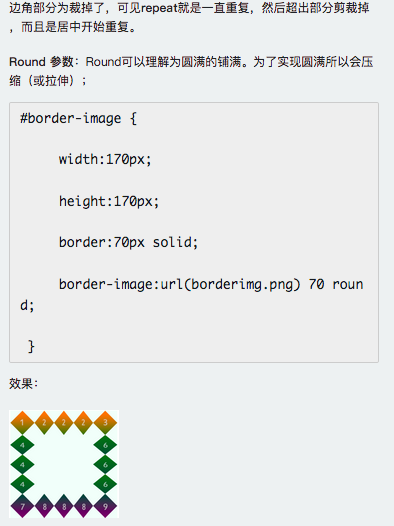 边角部分为裁掉了，可见repeat就是一直重复，然后超出部分剪裁掉
，而且是居中开始重复。
Round 参数：Round可以理解为圆满的铺满。为了实现圆满所以会压
缩（或拉伸）；
#border-image {
width:170px;
height:170px;
border:70px solid;
border-image:url(borderimg.png) 70 roun
d;
}
效果：
1 2 2 2 3
4 6
4 6
4 6
7 8 8 8 9